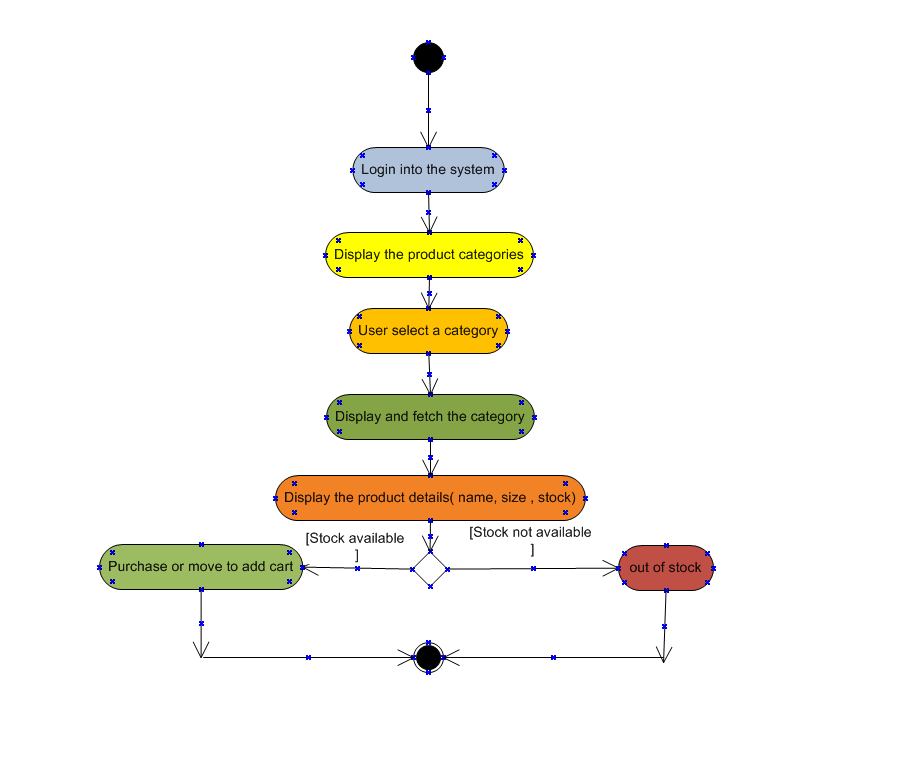 Login into the system
Display the product categories
User select a category
Display and fetch the category
Display the product details( name, size , stock)
[Stock available
]
[Stock not available
]
Purchase or move to add cart
out of stock